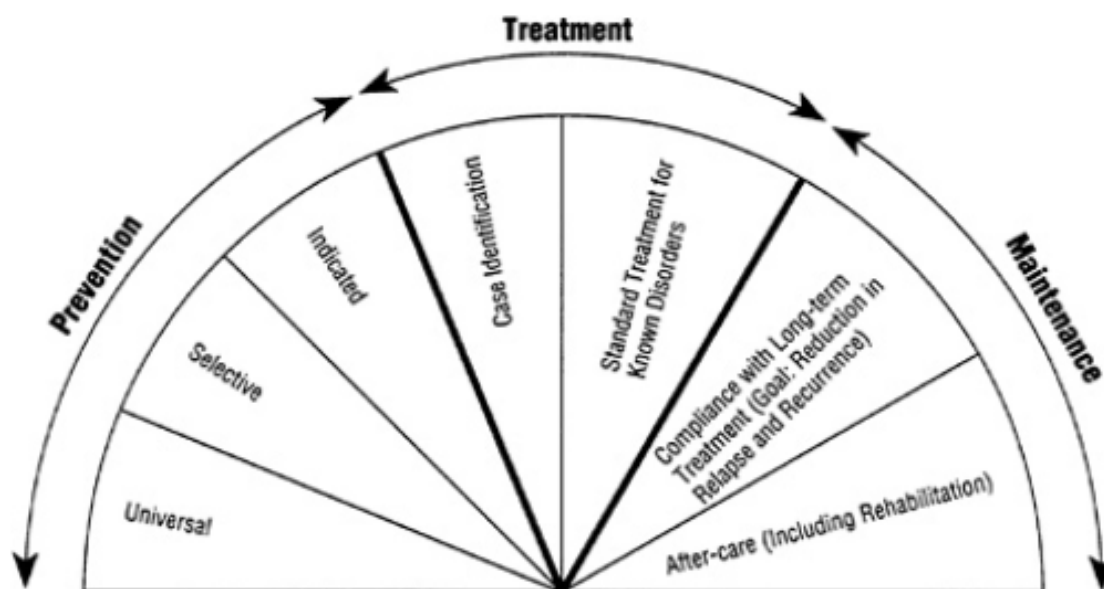 Treatment
Prevention
Maintenance
Universal
Selective
Indicated
Case Identification
Standard Treatment for
Known Disorders
Compliance with Long-term
Treatment (Goal: Reduction in
Relapse and Recurrence)
After-care (Including Rehabilitation)